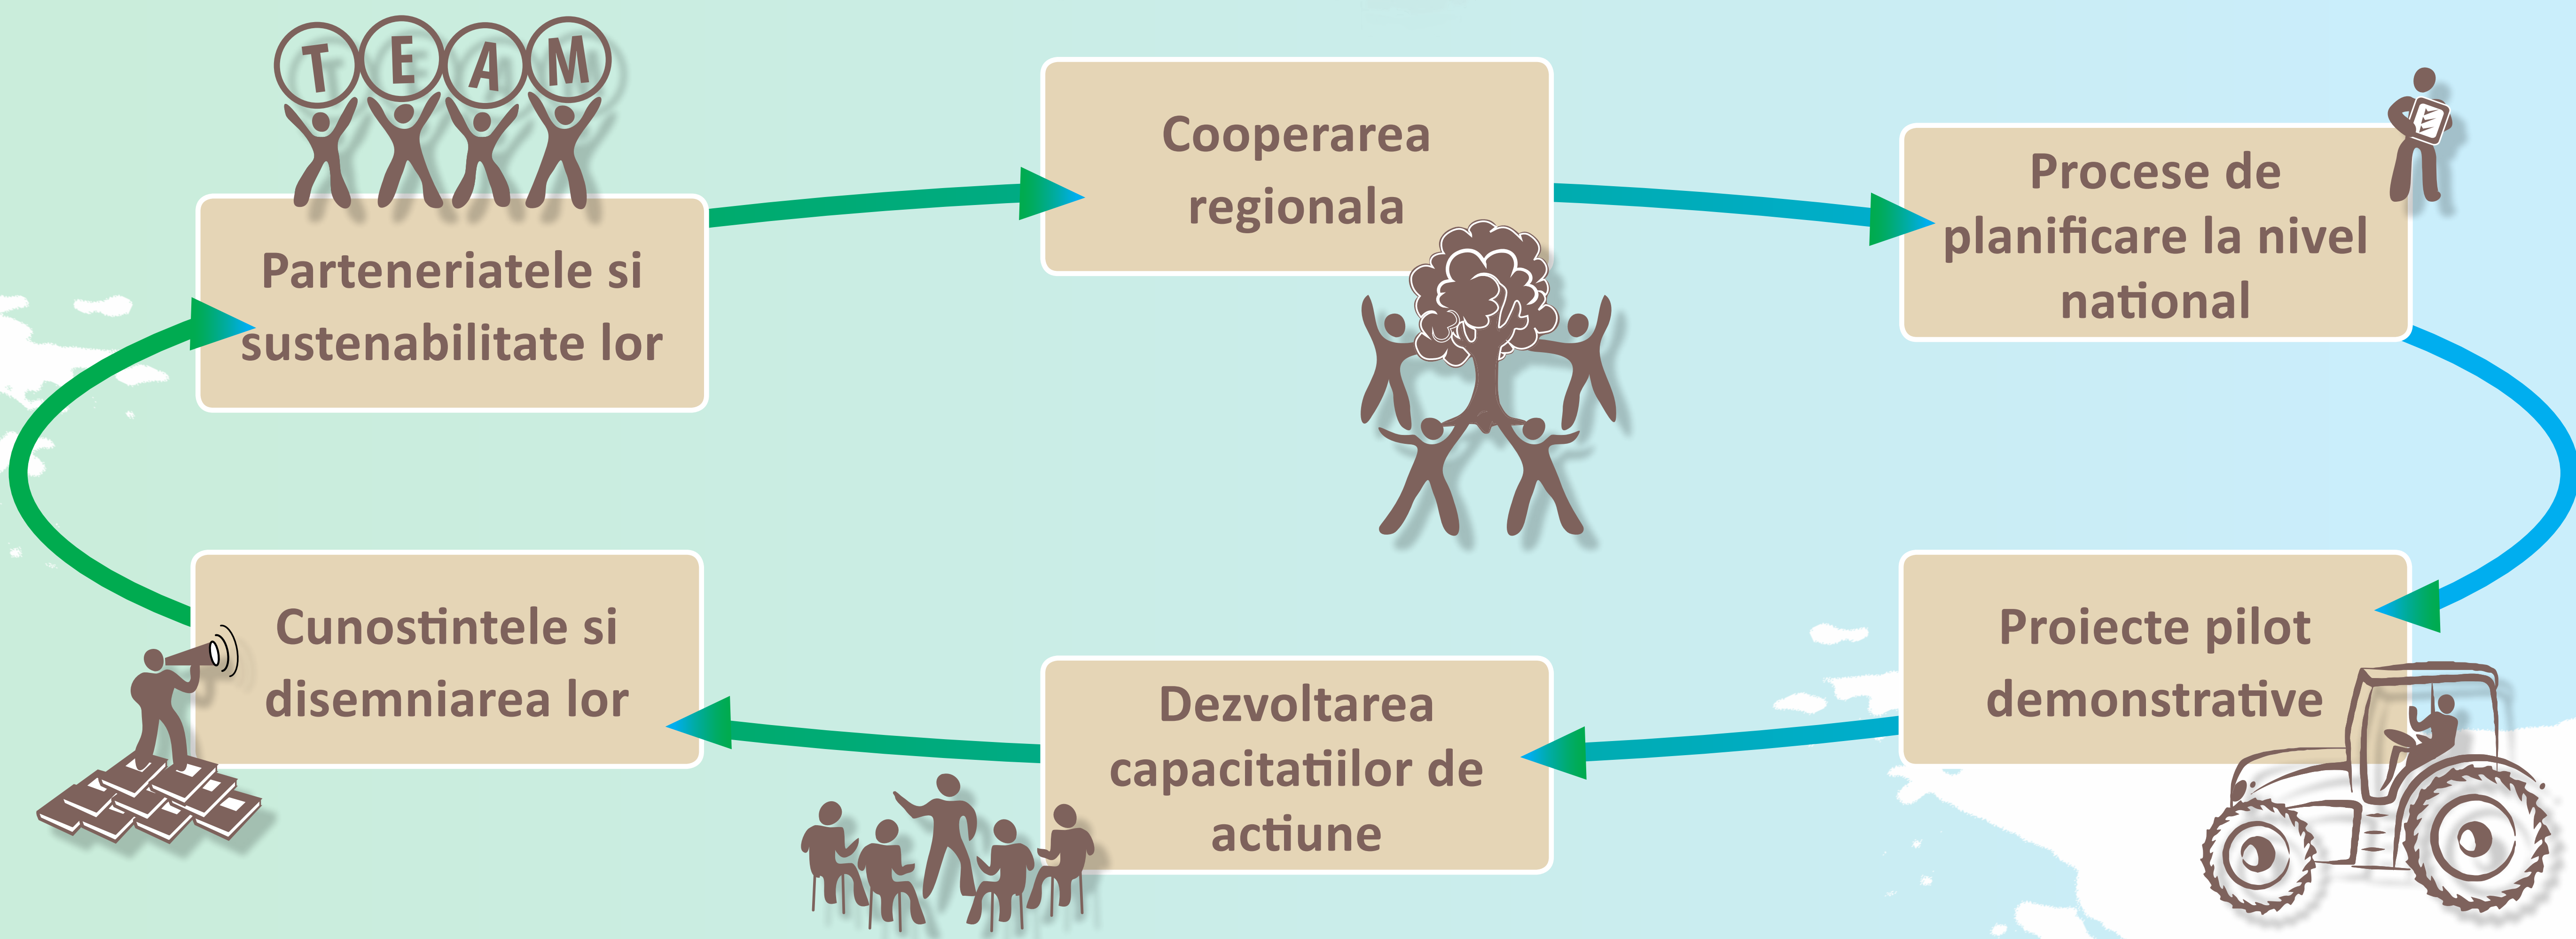 TEAM
Parteneriatele si
sustenabilitate lor
Cooperarea
regionala
Procese de
planificare la nivel
national
Proiecte pilot
demonstrative
Dezvoltarea
capacitatiilor de
actiune
Cunostintele si
disemniarea lor